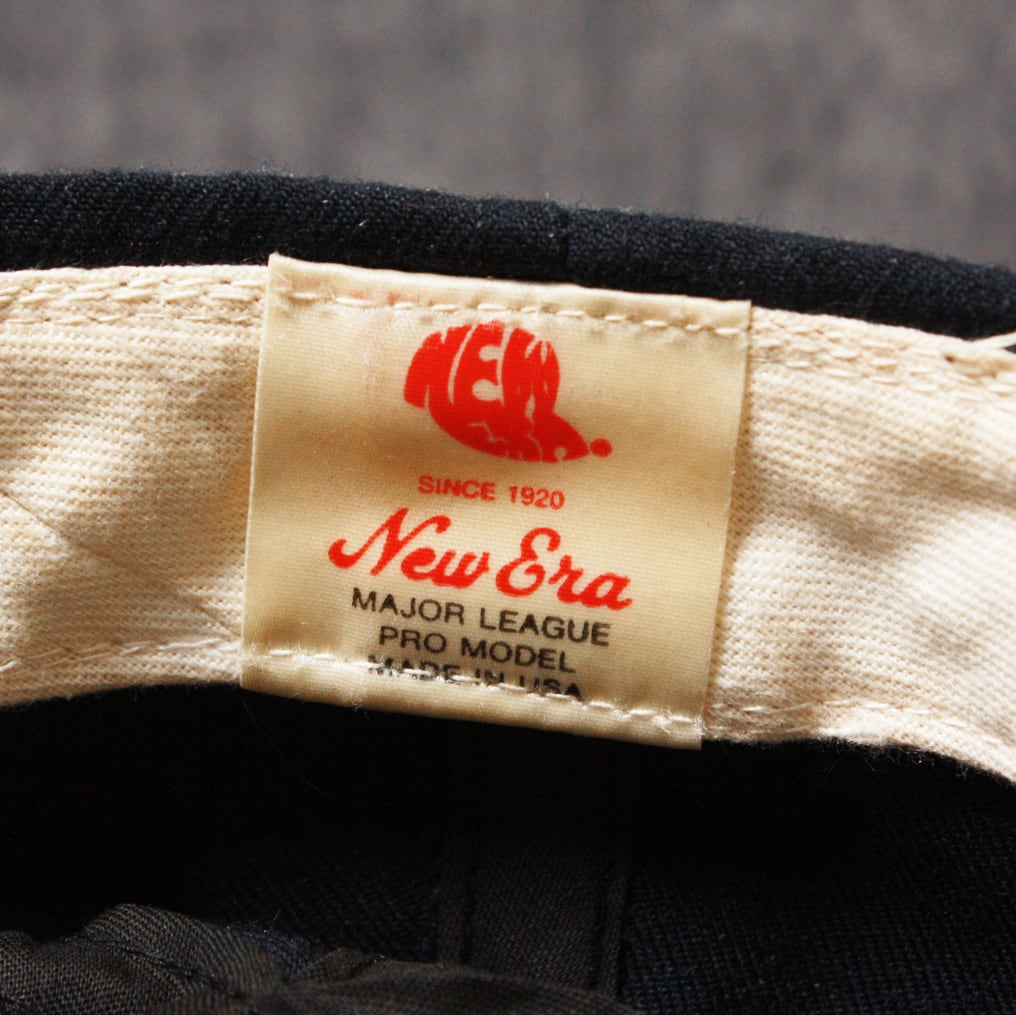 NEW
ERA
SINCE 1920
New Era
MAJOR LEAGUE
PRO MODEL
MADE IN USA